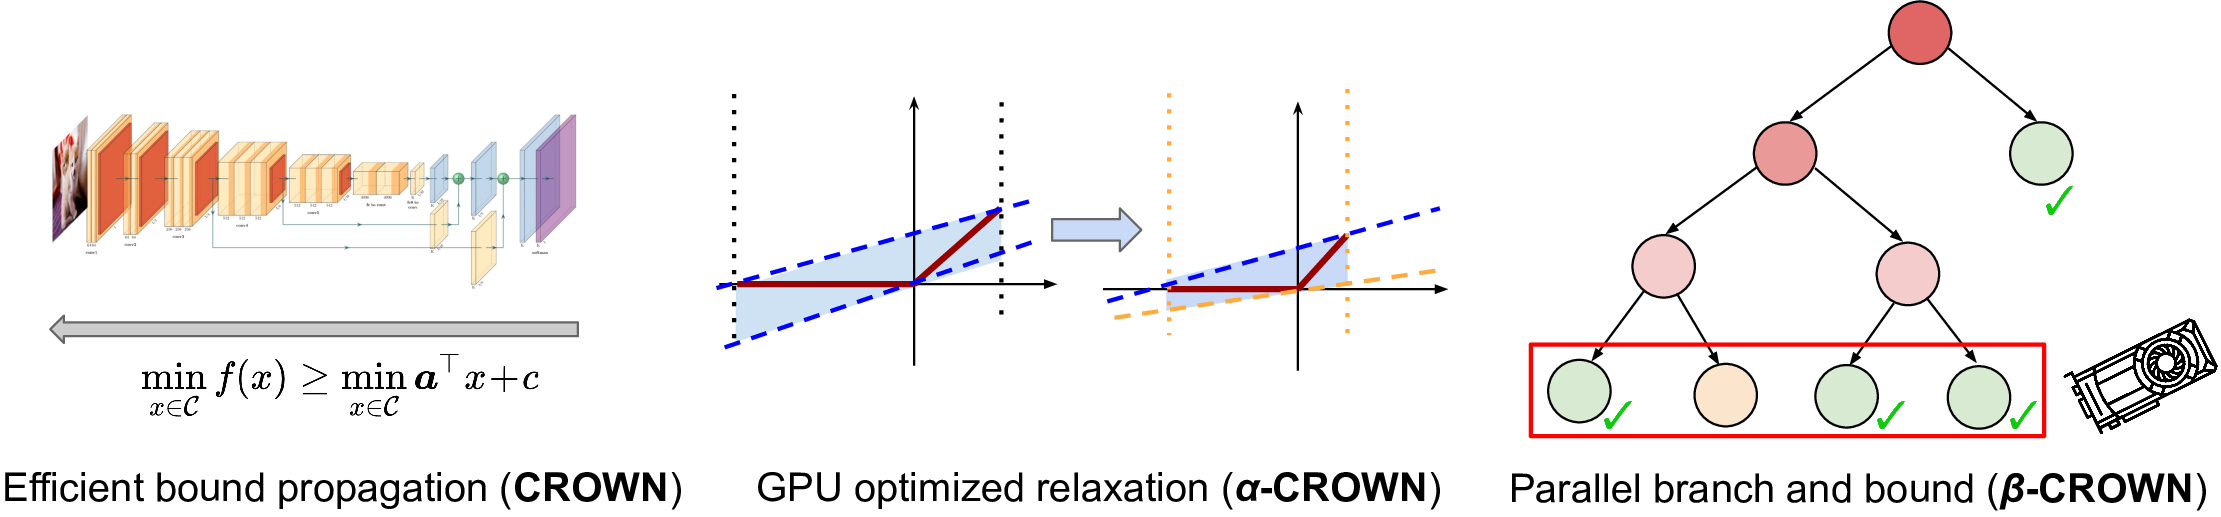 min f(x) ≥ min a⊤x+c
x∈C x∈C
Efficient bound propagation (CROWN)
GPU optimized relaxation (α-CROWN)
Parallel branch and bound (β-CROWN)